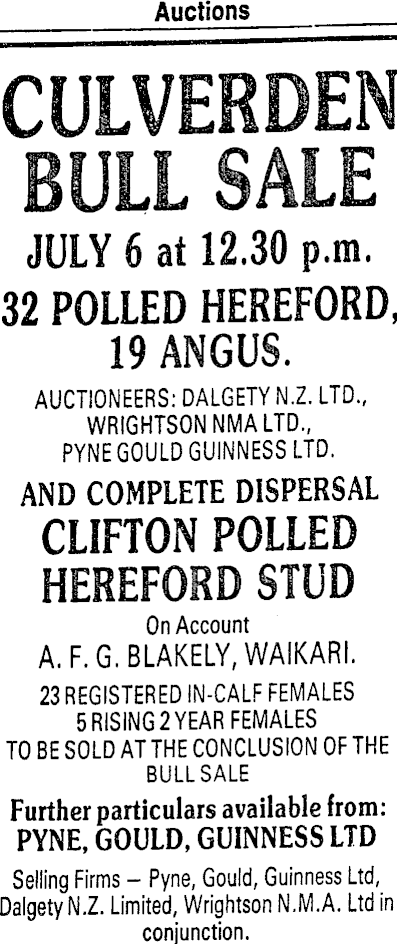 Auctions
CULVERDEN
BULL SALE
JULY 6 at 12.30 p.m.
32 POLLED HEREFORD,
19 ANGUS.
AUCTIONEERS: DALGETY N.Z. LTD.,
WRIGHTSON NMA LTD.,
PYNE GOULD GUINNESS LTD.
AND COMPLETE DISPERSAL
CLIFTON POLLED
HEREFORD STUD
On Account
A. F. G. BLAKELY, WAIKARI.
23 REGISTERED IN-CALF FEMALES
5 RISING 2 YEAR FEMALES
TO BE SOLD AT THE CONCLUSION OF THE
BULL SALE
Further particulars available from:
PYNE, GOULD, GUINNESS LTD
Selling Firms — Pyne, Gould, Guinness Ltd,
Dalgety N.Z. Limited, Wrightson N.M.A. Ltd in
conjunction.